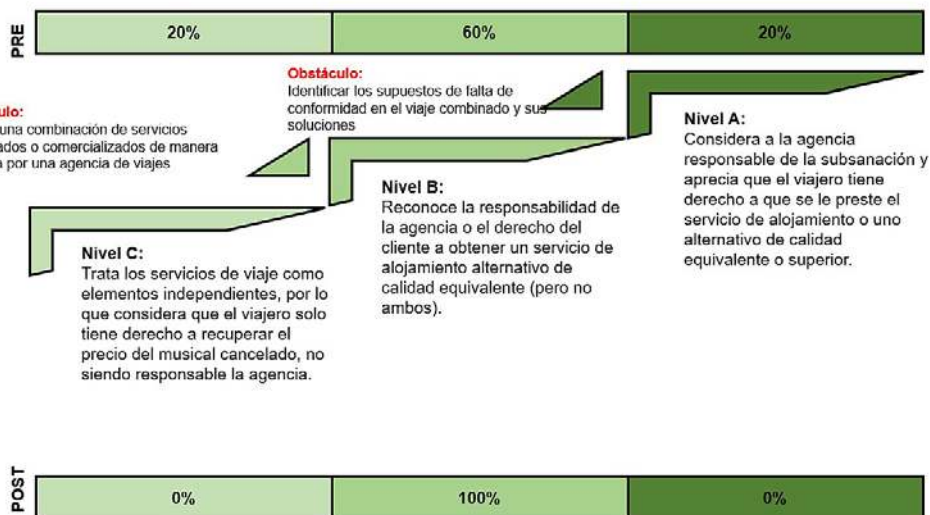 PRE
20%
60%
20%
Obstáculo:
Identificar los supuestos de falta de
conformidad en el viaje combinado y sus
soluciones
ulo:
una combinación de servicios
ados o comercializados de manera
a por una agencia de viajes
Nivel A:
Considera a la agencia
responsable de la subsanación y
aprecia que el viajero tiene
derecho a que se le preste el
servicio de alojamiento o uno
alternativo de calidad
equivalente o superior.
Nivel B:
Reconoce la responsabilidad de
la agencia o el derecho del
cliente a obtener un servicio de
alojamiento alternativo de
calidad equivalente (pero no
ambos).
Nivel C:
Trata los servicios de viaje como
elementos independientes, por lo
que considera que el viajero solo
tiene derecho a recuperar el
precio del musical cancelado, no
siendo responsable la agencia.
POST
0%
100%
0%